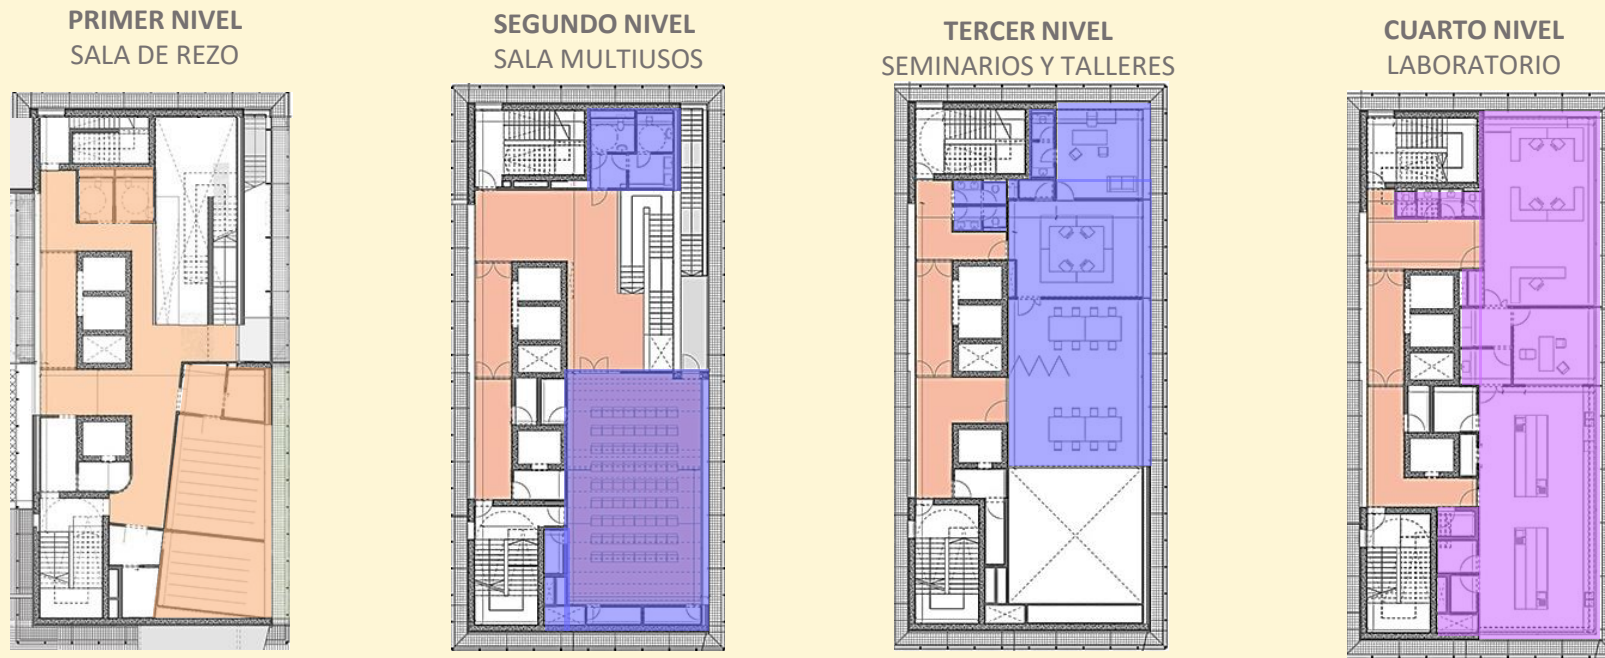 PRIMER NIVEL
SALA DE REZO
SEGUNDO NIVEL
SALA MULTIUSOS
TERCER NIVEL
SEMINARIOS Y TALLERES
CUARTO NIVEL
LABORATORIO